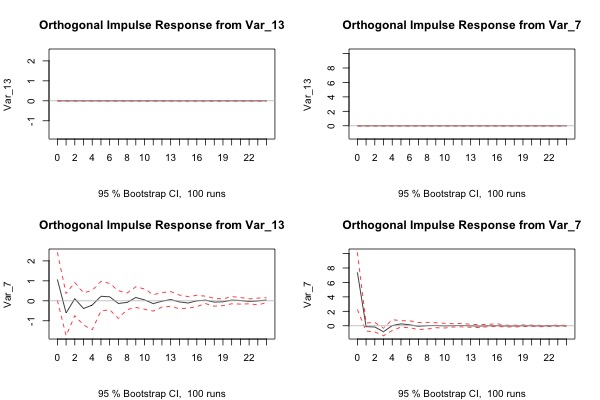 Orthogonal Impulse Response from Var_13
Var_13
2
1
0
-1
0 2 4 6 8 10 13 16 19 22
95 % Bootstrap CI, 100 runs
Orthogonal Impulse Response from Var_7
Var_13
8
6
4
2
0
0 2 4 6 8 10 13 16 19 22
95 % Bootstrap CI, 100 runs
Orthogonal Impulse Response from Var_13
Var_7
2
1
0
-1
0 2 4 6 8 10 13 16 19 22
95 % Bootstrap CI, 100 runs
Orthogonal Impulse Response from Var_7
Var_7
8
6
4
2
0
0 2 4 6 8 10 13 16 19 22
95 % Bootstrap CI, 100 runs